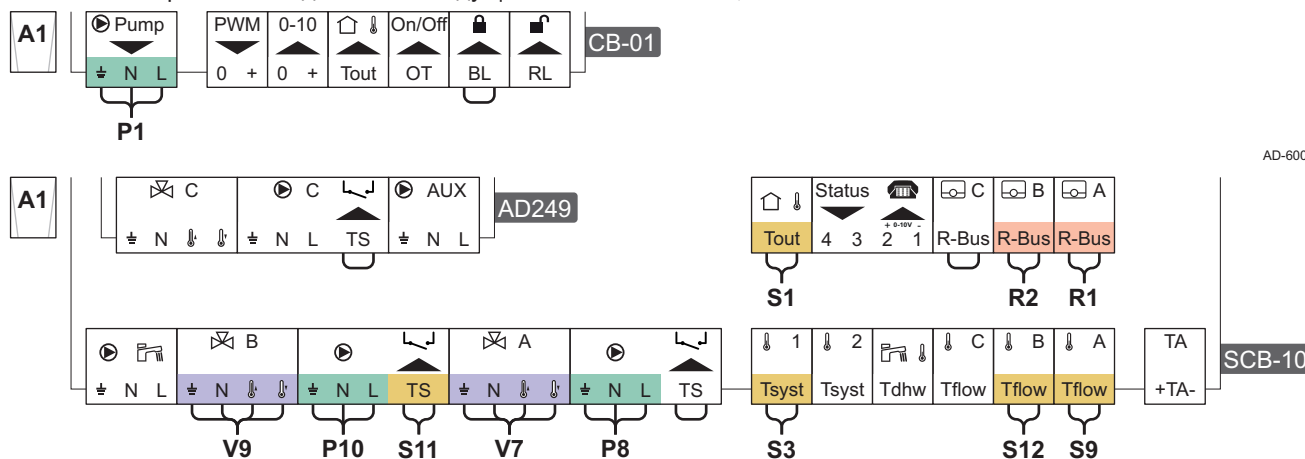 A1
Pump
PWM 0-10 On/Off
CB-01
N L 0 + 0 + Tout OT BL RL
P1
AD-600
A1
C C AUX
AD249
N N L TS N L
Status C B A
+ 0-10V -
Tout 4 3 2 1 R-Bus R-Bus R-Bus
S1 R2 R1
B A
N L N N L TS N N L TS
1 2 C B A TA
SCB-10
Tsyst Tsyst Tdhw Tflow Tflow Tflow +TA-
V9 P10 S11 V7 P8 S3 S12 S9